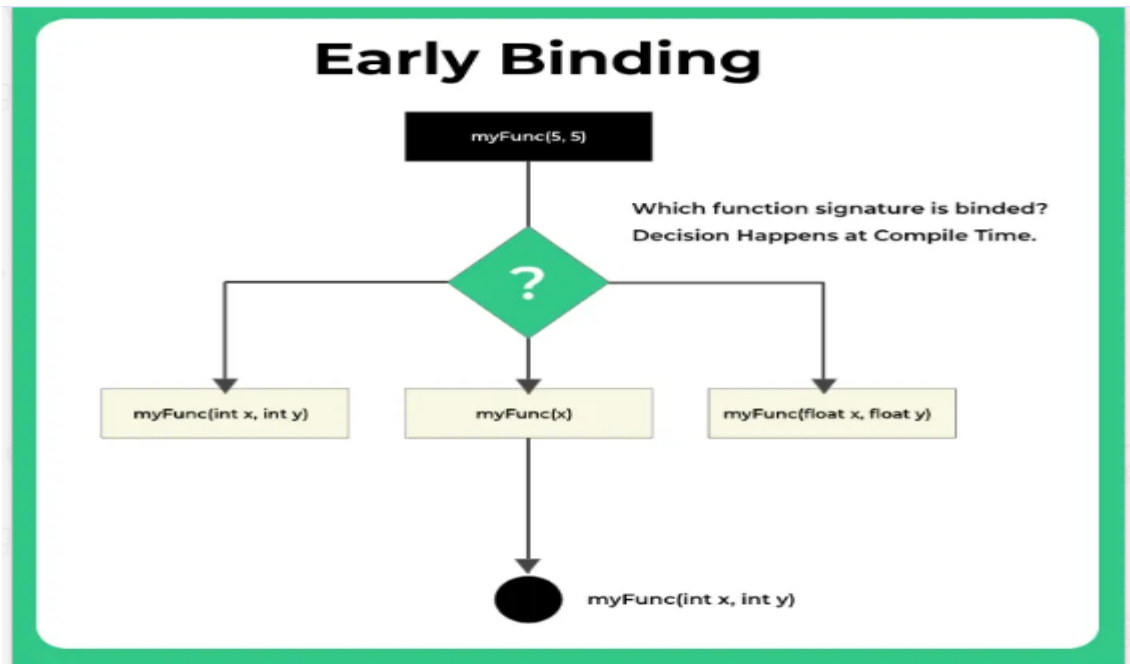 Early Binding
myFunc(5, 5)
Which function signature is binded?
Decision Happens at Compile Time.
?
myFunc(int x, int y)
myFunc(x)
myFunc(float x, float y)
myFunc(int x, int y)